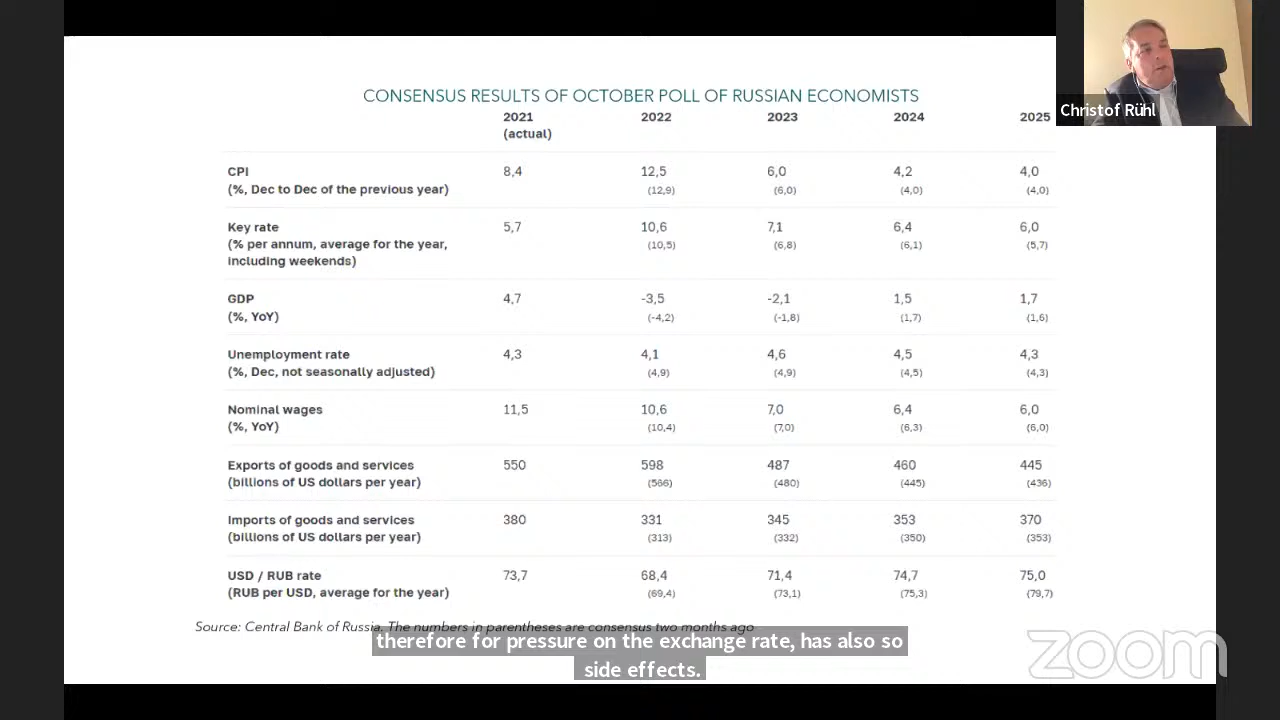 CONSENSUS RESULTS OF OCTOBER POLL OF RUSSIAN ECONOMISTS
2021 2022 2023 2024 2025
(actual)
CPI 8,4 12,5 6,0 4,2 4,0
(%, Dec to Dec of the previous year) (12,9) (6,0) (4,0) (4,0)
Key rate 5,7 10,6 7,1 6,4 6,0
(% per annum, average for the year, (10,5) (6,8) (6,1) (5,7)
including weekends)
GDP 4,7 -3,5 -2,1 1,5 1,7
(%, YoY) (-4,2) (-1,8) (1,7) (1,6)
Unemployment rate 4,3 4,1 4,6 4,5 4,3
(%, Dec, not seasonally adjusted) (4,9) (4,9) (4,5) (4,3)
Nominal wages 11,5 10,6 7,0 6,4 6,0
(%, YoY) (10,4) (7,0) (6,3) (6,0)
Exports of goods and services 550 598 487 460 445
(billions of US dollars per year) (566) (480) (445) (436)
Imports of goods and services 380 331 345 353 370
(billions of US dollars per year) (313) (332) (350) (353)
USD / RUB rate 73,7 68,4 71,4 74,7 75,0
(RUB per USD, average for the year) (69,4) (73,1) (75,3) (79,7)
Source: Central Bank of Russia. The numbers in parentheses are consensus two months ago
therefore for pressure on the exchange rate, has also so
side effects.
Christof Rühl
zoom